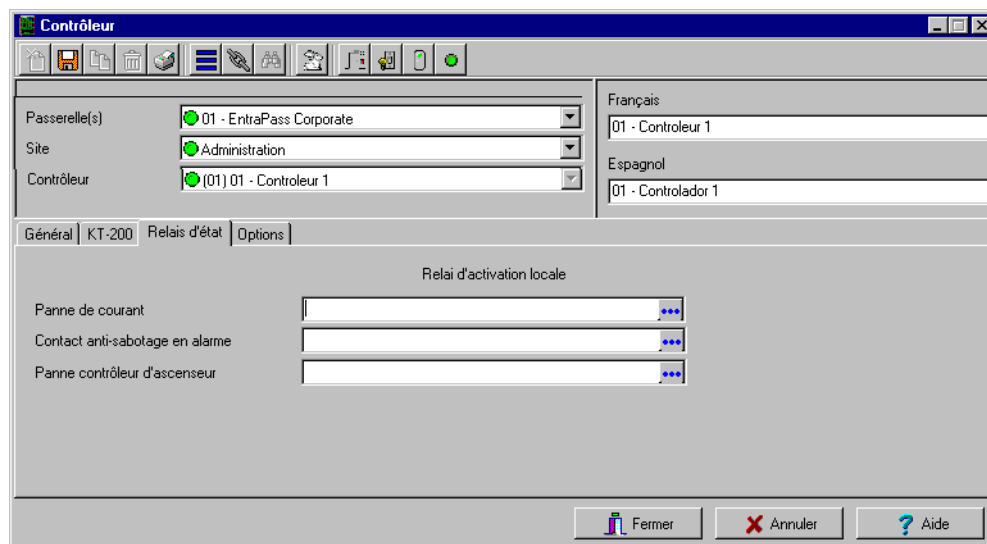 Contrôleur
Passerelle(s)
01 - EntraPass Corporate
Site
Administration
Contrôleur
(01) 01 - Controleur 1
Français
01 - Controleur 1
Espagnol
01 - Controlador 1
Général KT-200 Relais d'état Options
Relai d'activation locale
Panne de courant
Contact anti-sabotage en alarme
Panne contrôleur d'ascenseur
Fermer Annuler Aide